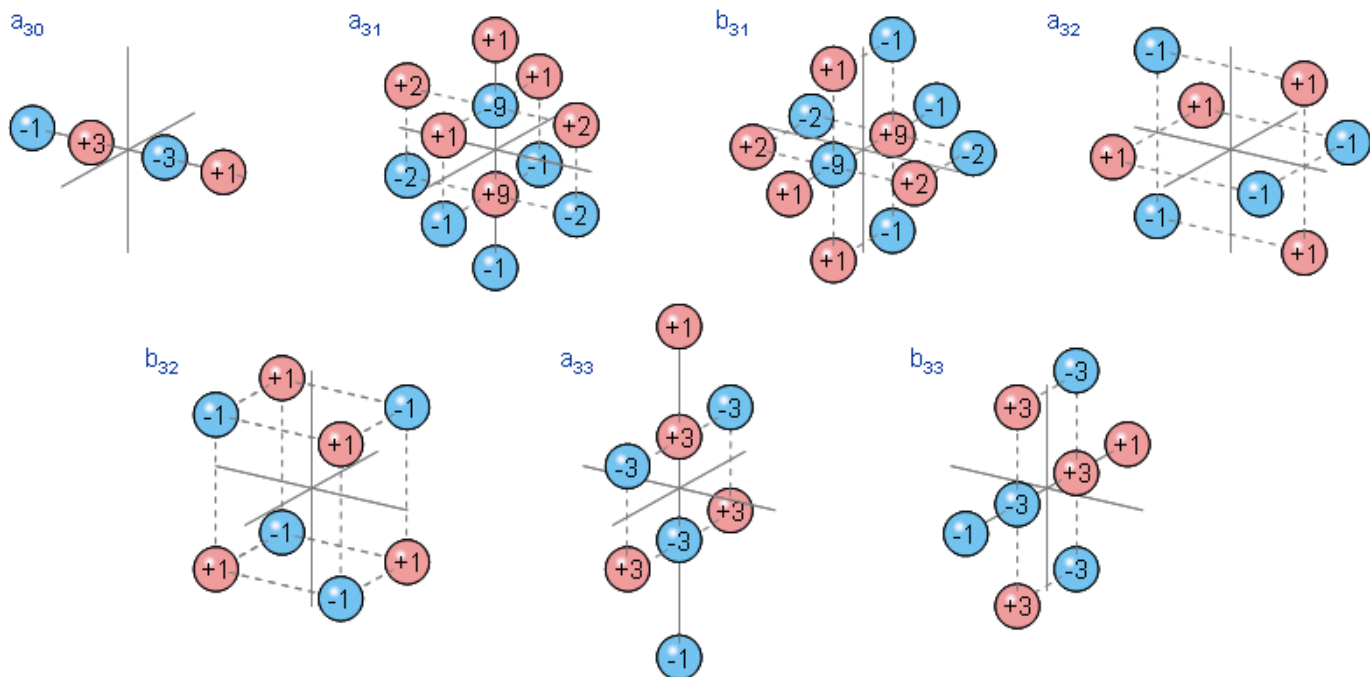 a30 a31 b31 a32
-1 +3 -3 +1
+1 +2 -9 +1 +1 +2 -2 +9 -1 -1 -2 -1
-1 +1 -2 +9 -1 +2 -9 -2 +1 +2 -1 +1
-1 +1 +1 +1 -1 -1 -1 +1
b32 a33 b33
+1 -1 -1 +1 -1 +1 +1 -1
+1 -3 +3 -3 +3 -3 +3 -1
-3 +3 +1 +3 -3 -1 -3 +3